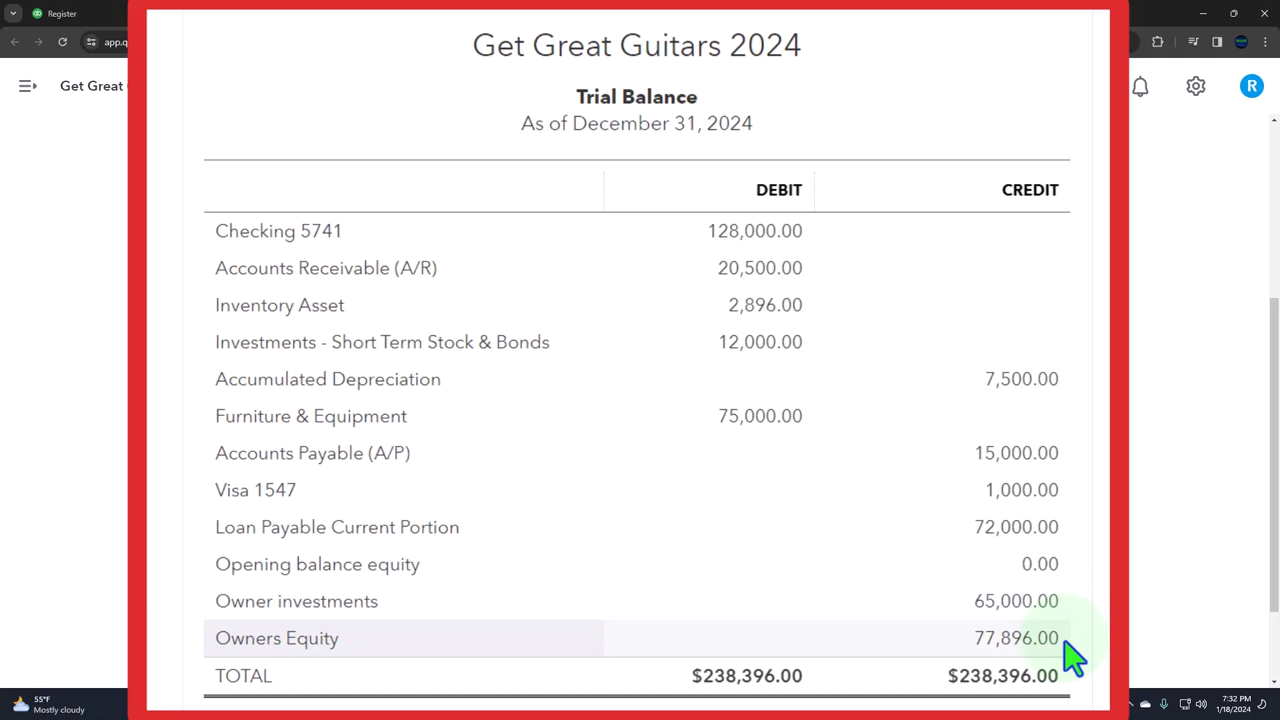 Register
app.q
Get Great
R
Get Great Guitars 2024
Trial Balance
As of December 31, 2024
DEBIT CREDIT
Checking 5741 128,000.00
Accounts Receivable (A/R) 20,500.00
Inventory Asset 2,896.00
Investments - Short Term Stock & Bonds 12,000.00
Accumulated Depreciation 7,500.00
Furniture & Equipment 75,000.00
Accounts Payable (A/P) 15,000.00
Visa 1547 1,000.00
Loan Payable Current Portion 72,000.00
Opening balance equity 0.00
Owner investments 65,000.00
Owners Equity 77,896.00
TOTAL $238,396.00 $238,396.00
55°F
Mostly cloudy
7:32 PM
1/18/2024